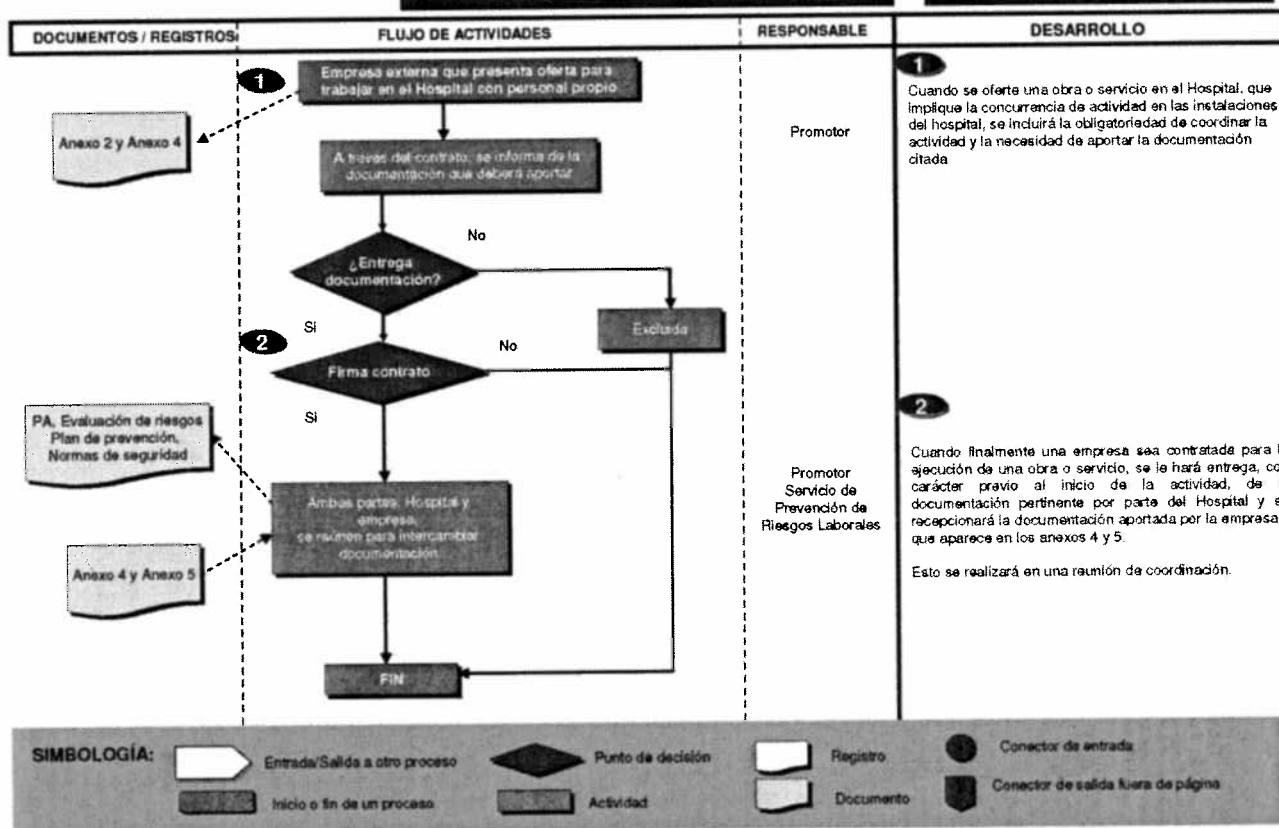 DOCUMENTOS / REGISTROS
FLUJO DE ACTIVIDADES
RESPONSABLE
DESARROLLO
1
Empresa externa que presenta oferta para
trabajar en el Hospital con personal propio
Anexo 2 y Anexo 4
A través del contrato, se informa de la
documentación que deberá aportar
Promotor
1
Cuando se oferte una obra o servicio en el Hospital, que
implique la concurrencia de actividad en las instalaciones
del hospital, se incluirá la obligatoriedad de coordinar la
actividad y la necesidad de aportar la documentación
citada
¿Entrega
documentación?
No
Si
Excluida
2
Firma contrato
No
Si
PA, Evaluación de riesgos
Plan de prevención,
Normas de seguridad
Ambas partes, Hospital y
empresa,
se reúnen para intercambiar
documentación
Anexo 4 y Anexo 5
FIN
Promotor
Servicio de
Prevención de
Riesgos Laborales
2
Cuando finalmente una empresa sea contratada para
ejecución de una obra o servicio, se le hará entrega,
carácter previo al inicio de la actividad, de
documentación pertinente por parte del Hospital y
recepcionará la documentación aportada por la empresa
que aparece en los anexos 4 y 5.
Esto se realizará en una reunión de coordinación.
SIMBOLOGÍA:
Entrada/Salida a otro proceso
Punto de decisión
Registro
Conector de entrada
Inicio o fin de un proceso
Actividad
Documento
Conector de salida fuera de página